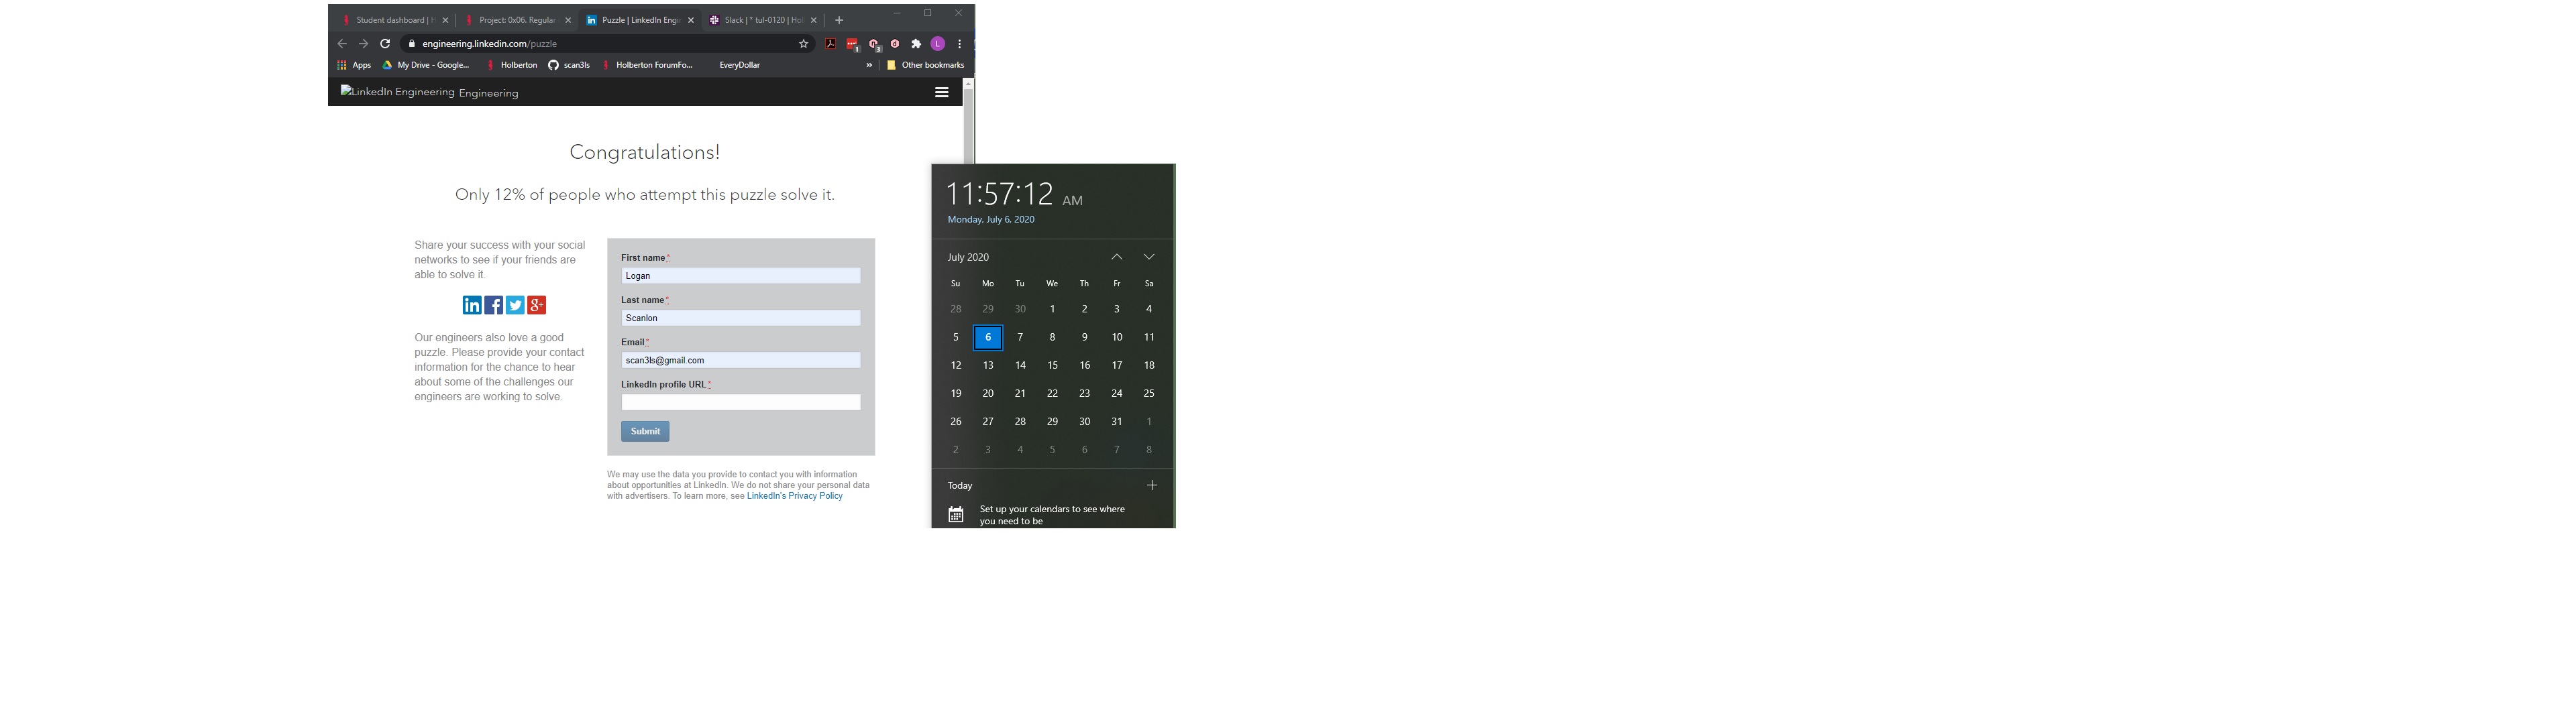 Student dashboard | H
Project: 0x06. Regular
Puzzle | LinkedIn Engin
Slack | * tul-0120 | Hol
engineering.linkedin.com/puzzle
1
3
L
Apps
My Drive - Google...
Holberton
scan3ls
Holberton ForumFo...
EveryDollar
»
Other bookmarks
LinkedIn Engineering Engineering
Congratulations!
Only 12% of people who attempt this puzzle solve it.
Share your success with your social
networks to see if your friends are
able to solve it.
in f g+
Our engineers also love a good
puzzle. Please provide your contact
information for the chance to hear
about some of the challenges our
engineers are working to solve.
First name*
Logan
Last name*
Scanlon
Email*
scan3ls@gmail.com
LinkedIn profile URL*
Submit
We may use the data you provide to contact you with information
about opportunities at LinkedIn. We do not share your personal data
with advertisers. To learn more, see LinkedIn's Privacy Policy
11:57:12 AM
Monday, July 6, 2020
July 2020
Su Mo Tu We Th Fr Sa
28 29 30 1 2 3 4
5 6 7 8 9 10 11
12 13 14 15 16 17 18
19 20 21 22 23 24 25
26 27 28 29 30 31 1
2 3 4 5 6 7 8
Today
Set up your calendars to see where
you need to be